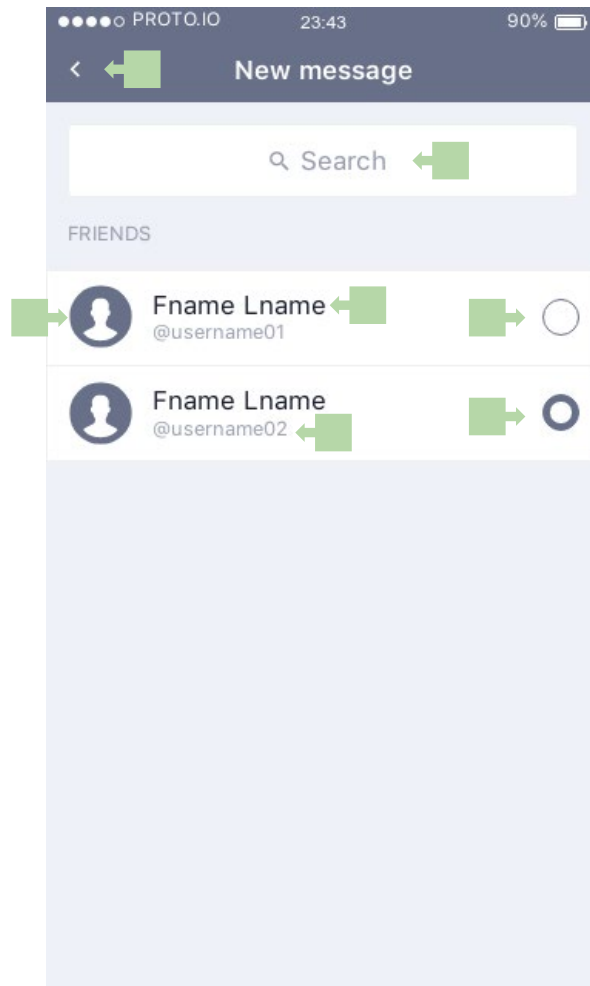 PROTO.IO 23:43 90%
New message
Search
FRIENDS
Fname Lname
@username01
Fname Lname
@username02